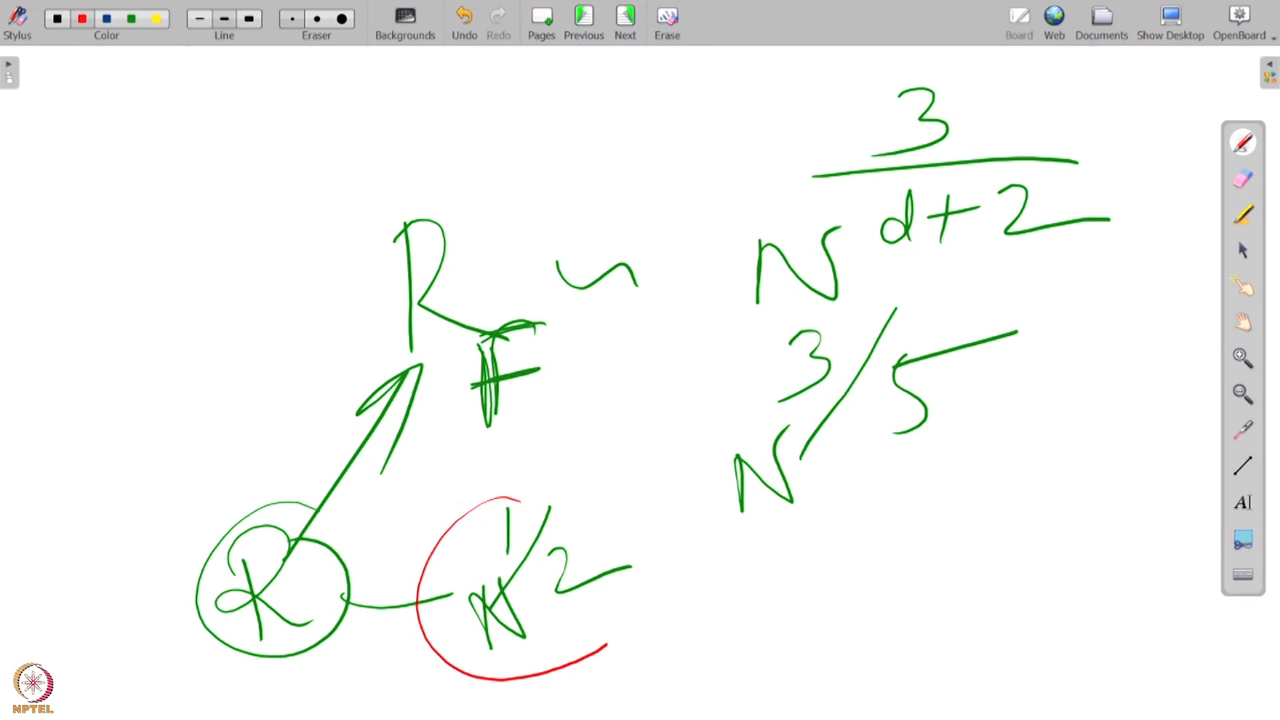 Stylus Color Line Eraser Backgrounds Undo Redo Pages Previous Next Erase Board Web Documents Show Desktop OpenBoard
3
R_F ~ N^{d+2}
N^{3/5}
R - N^{1/2}
NPTEL